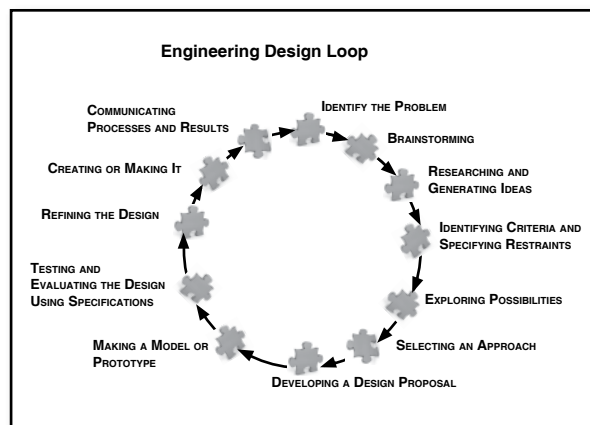 Engineering Design Loop
Identify the Problem
Brainstorming
Researching and
Generating Ideas
Identifying Criteria and
Specifying Restraints
Exploring Possibilities
Selecting an Approach
Developing a Design Proposal
Making a Model or
Prototype
Testing and
Evaluating the Design
Using Specifications
Refining the Design
Creating or Making It
Communicating
Processes and Results